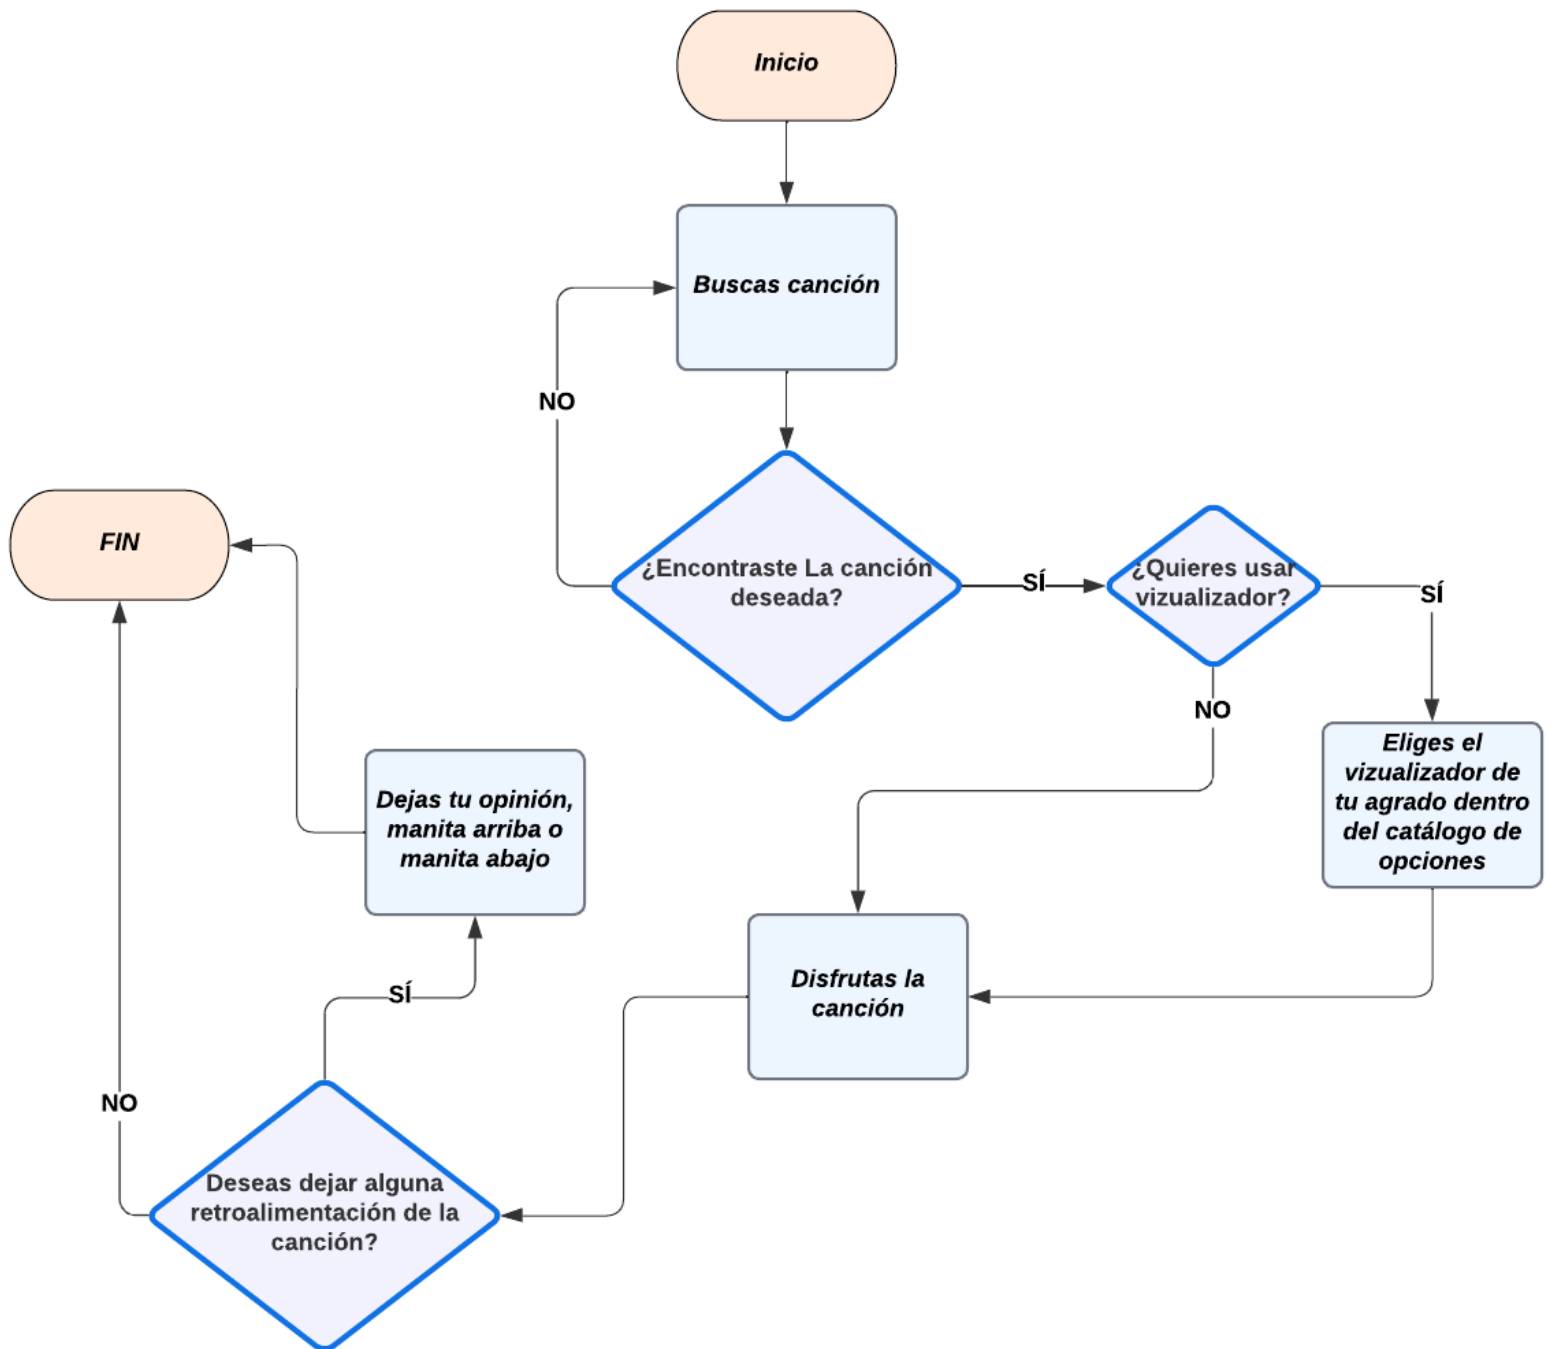 Inicio
Buscas canción
NO
¿Encontraste La canción
deseada?
SÍ
¿Quieres usar
vizualizador?
SÍ
NO
Eliges el
vizualizador de
tu agrado dentro
del catálogo de
opciones
Disfrutas la
canción
Deseas dejar alguna
retroalimentación de la
canción?
SÍ
Dejas tu opinión,
manita arriba o
manita abajo
NO
FIN